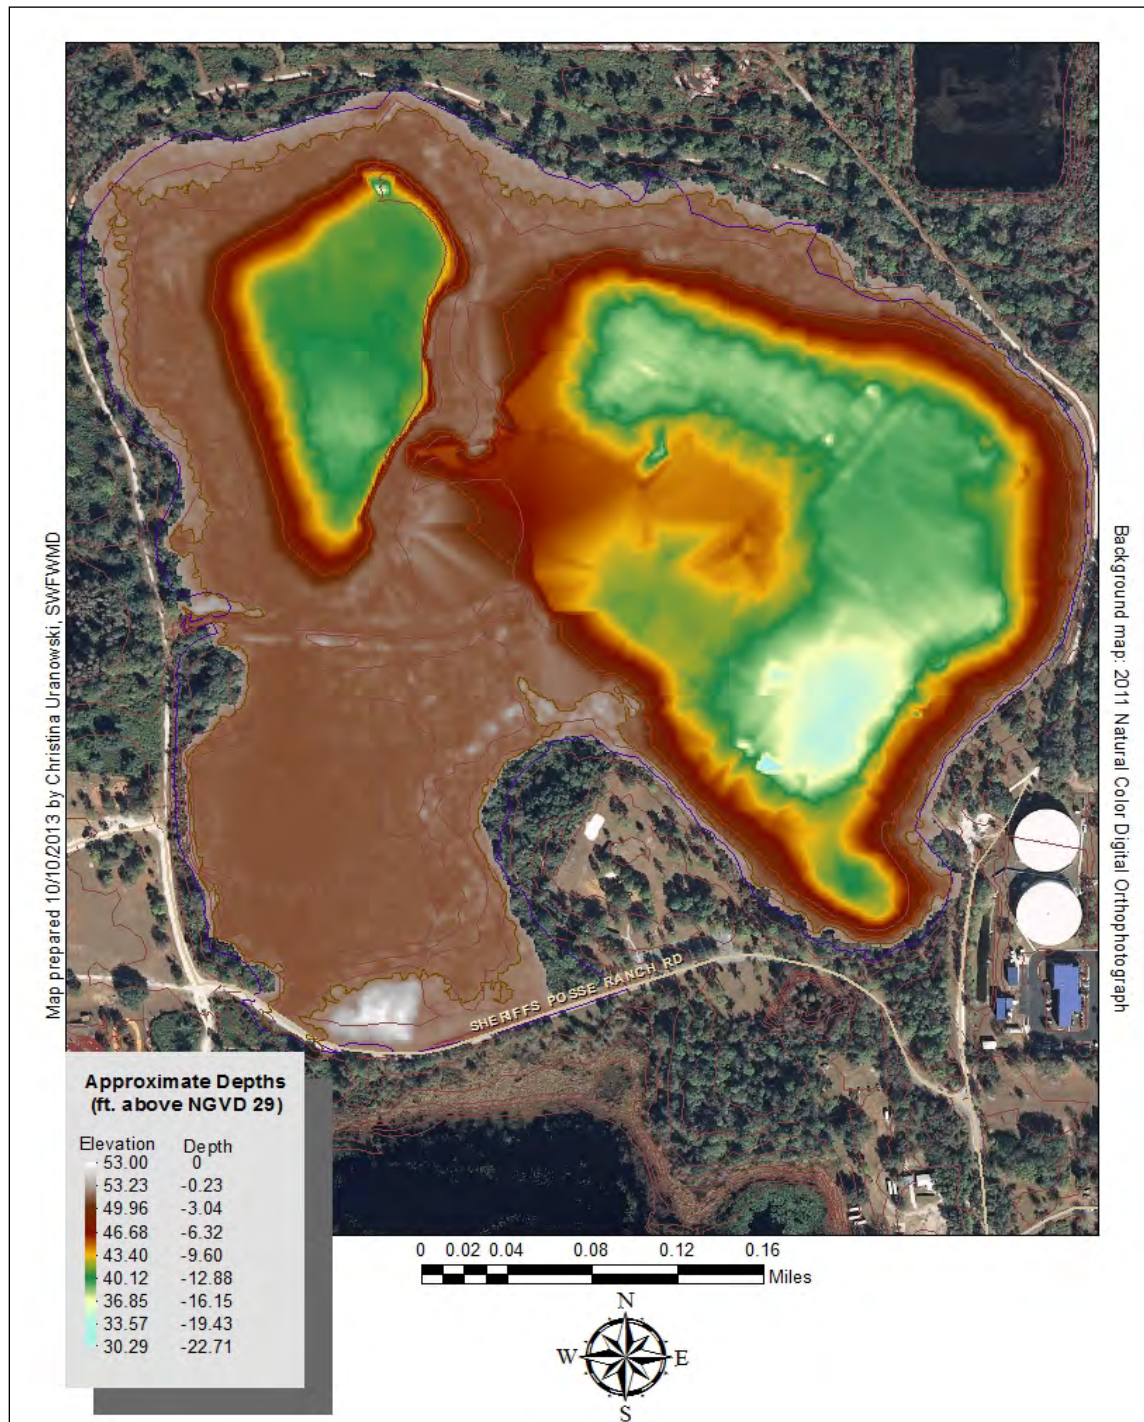 Map prepared 10/10/2013 by Christina Uranowski, SWFWMD
Background map: 2011 Natural Color Digital Orthophotograph
SHERIFFS POSSE RANCH RD
Approximate Depths
(ft. above NGVD 29)
Elevation Depth
53.00 0
53.23 -0.23
49.96 -3.04
46.68 -6.32
43.40 -9.60
40.12 -12.88
36.85 -16.15
33.57 -19.43
30.29 -22.71
0 0.02 0.04 0.08 0.12 0.16
Miles
N
W E
S